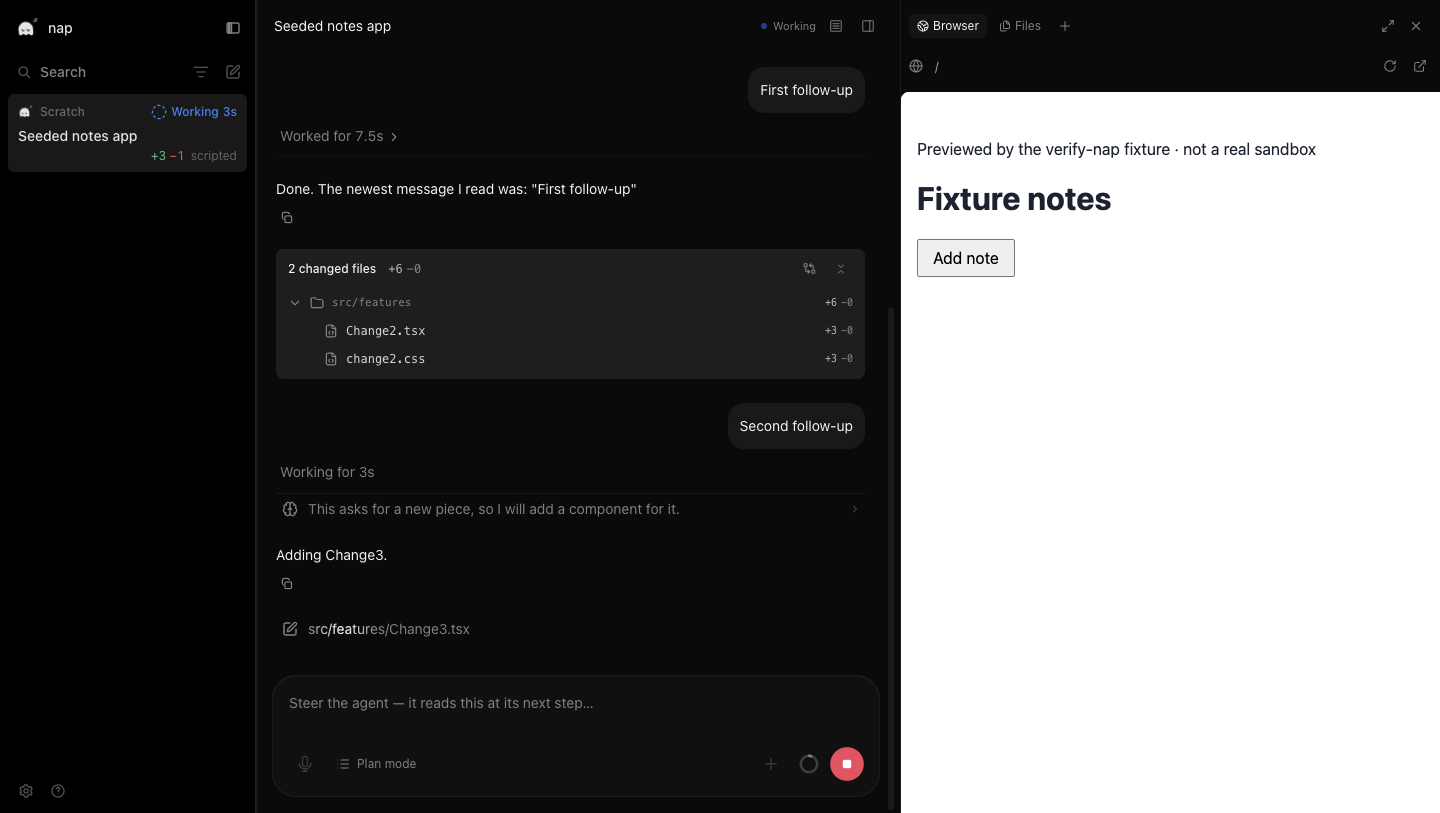 nap
Search
Scratch
Working 3s
Seeded notes app
+3 −1 scripted
Seeded notes app
Working
First follow-up
Worked for 7.5s
Done. The newest message I read was: "First follow-up"
2 changed files +6 −0
src/features +6 −0
Change2.tsx +3 −0
change2.css +3 −0
Second follow-up
Working for 3s
This asks for a new piece, so I will add a component for it.
Adding Change3.
src/features/Change3.tsx
Steer the agent — it reads this at its next step...
Plan mode
Browser
Files
/
Previewed by the verify-nap fixture · not a real sandbox
Fixture notes
Add note